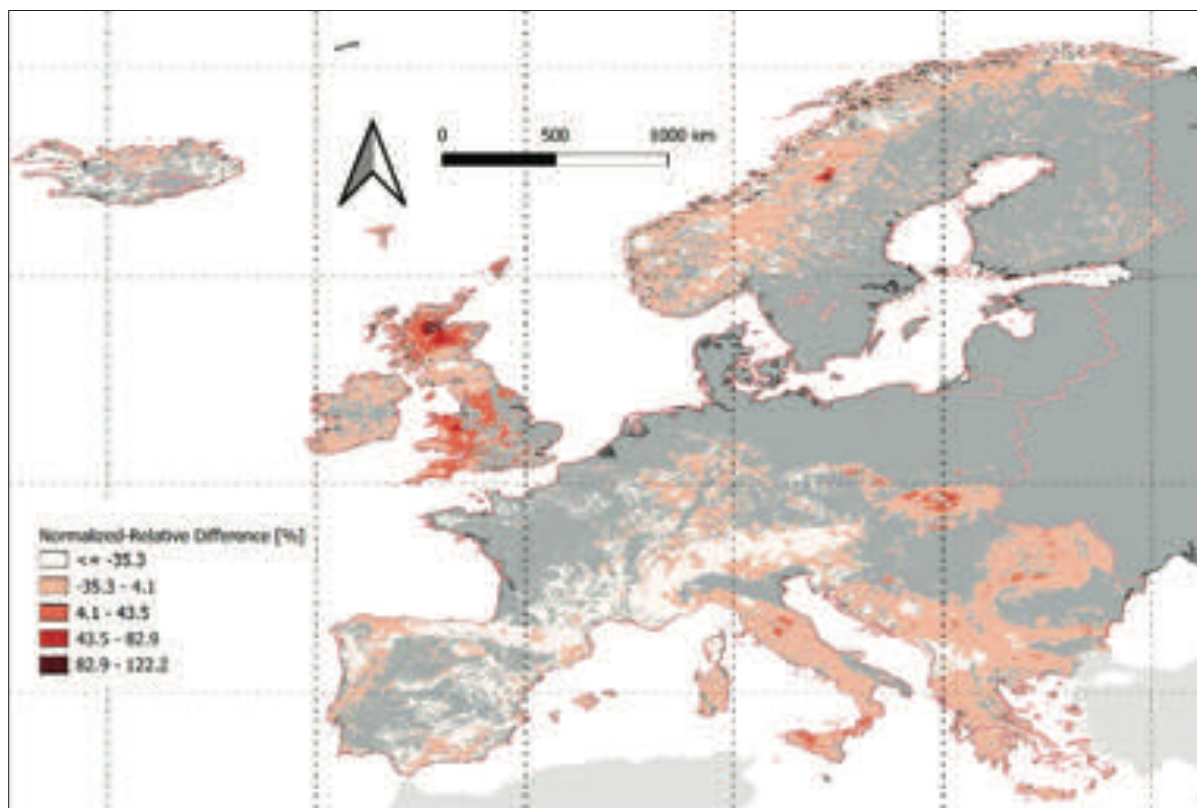 0 500 1000 km
Normalized-Relative Difference [%]
<= -35.3
-35.3 - 4.1
4.1 - 43.5
43.5 - 82.9
82.9 - 122.2